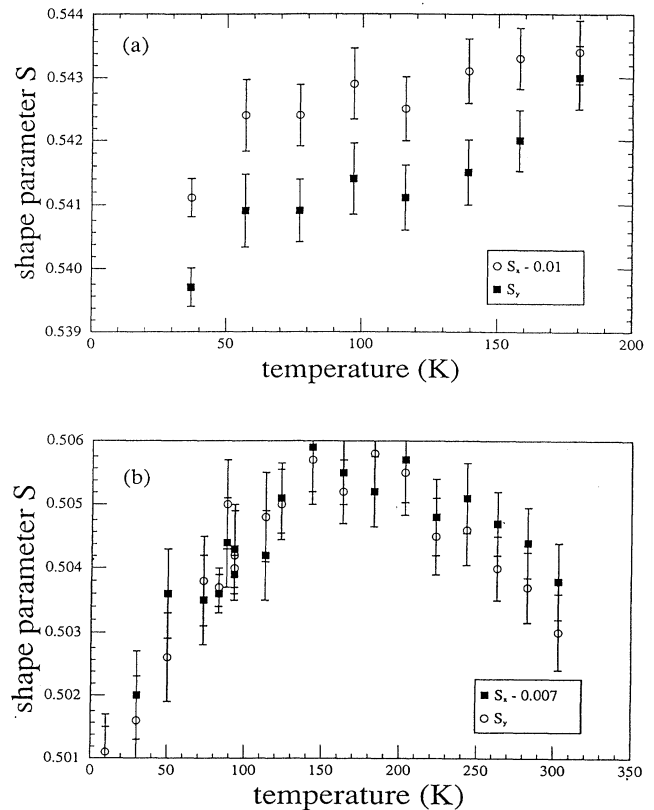 0.544
(a)
0.543
0.542
0.541
0.540
0.539
shape parameter S
Sx - 0.01
Sy
0 50 100 150 200
temperature (K)
0.506
(b)
0.505
0.504
0.503
0.502
0.501
shape parameter S
Sx - 0.007
Sy
0 50 100 150 200 250 300 350
temperature (K)